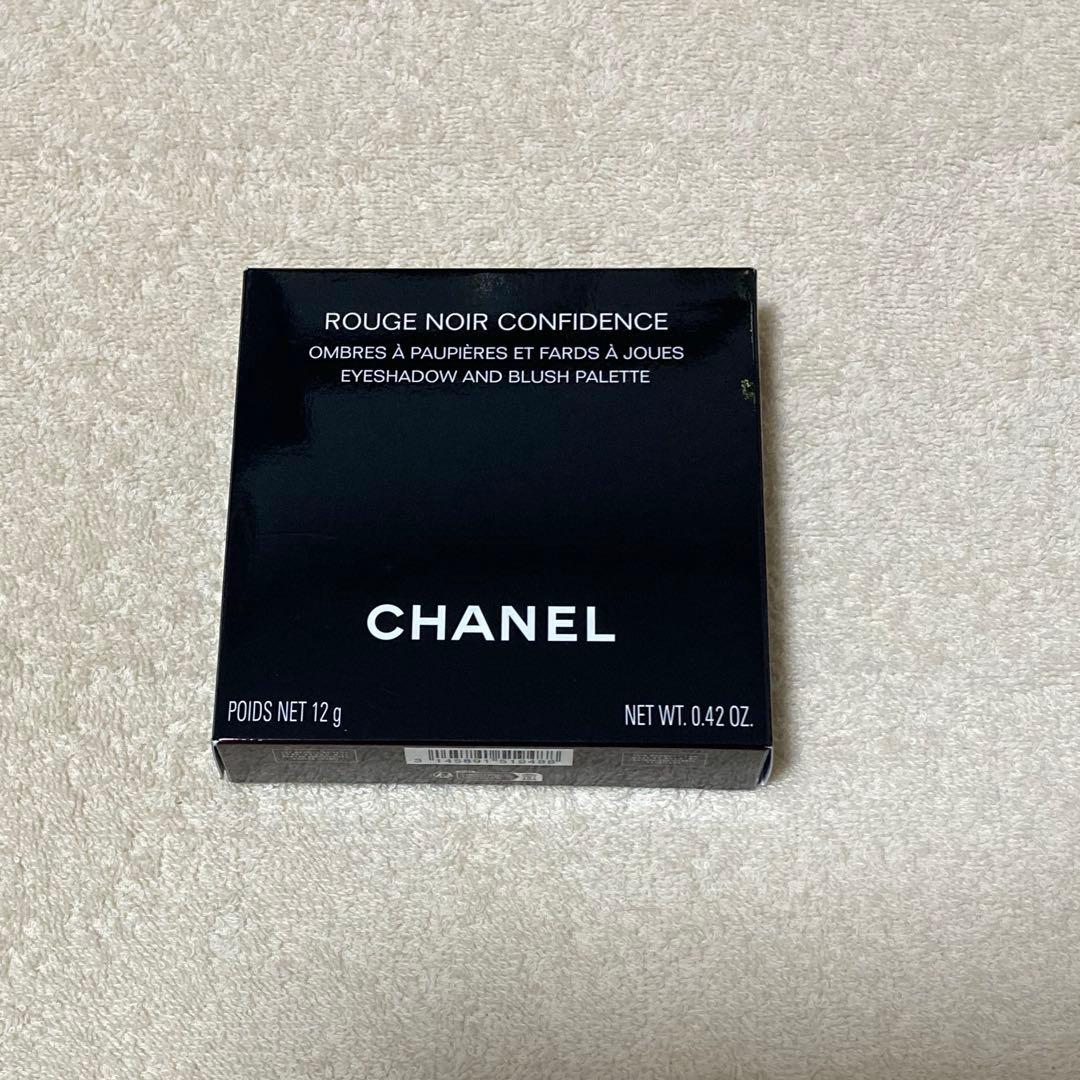 ROUGE NOIR CONFIDENCE
OMBRES À PAUPIÈRES ET FARDS À JOUES
EYESHADOW AND BLUSH PALETTE
CHANEL
POIDS NET 12 g
NET WT. 0.42 OZ.